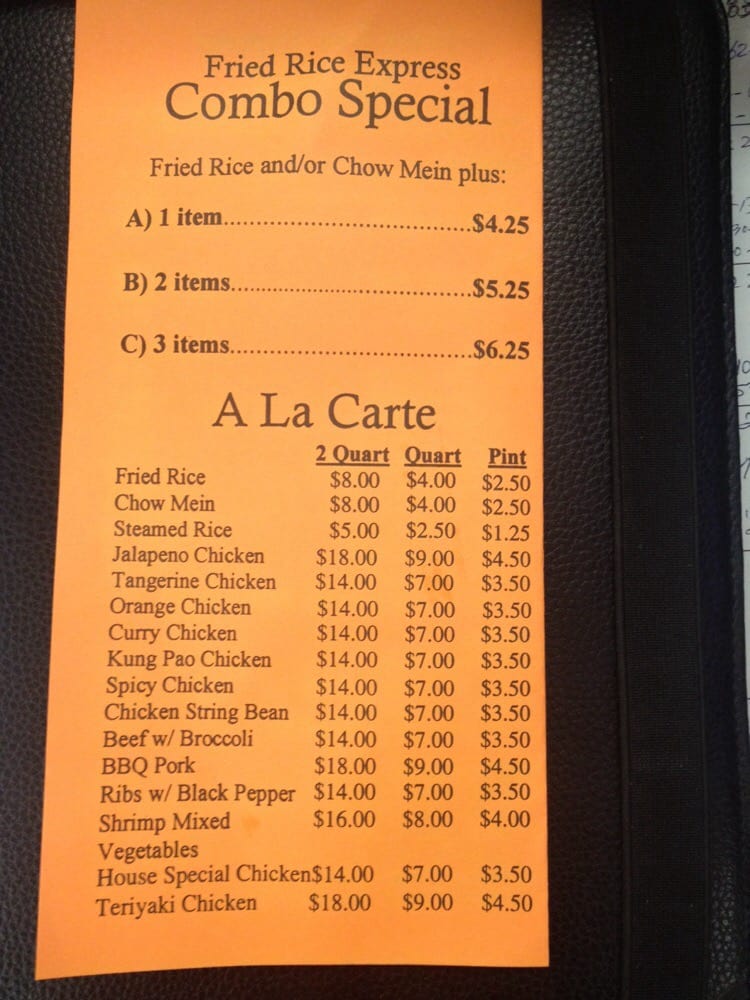 Fried Rice Express
Combo Special
Fried Rice and/or Chow Mein plus:
A) 1 item....................................$4.25
B) 2 items...................................$5.25
C) 3 items...................................$6.25
A La Carte
2 Quart Quart Pint
Fried Rice $8.00 $4.00 $2.50
Chow Mein $8.00 $4.00 $2.50
Steamed Rice $5.00 $2.50 $1.25
Jalapeno Chicken $18.00 $9.00 $4.50
Tangerine Chicken $14.00 $7.00 $3.50
Orange Chicken $14.00 $7.00 $3.50
Curry Chicken $14.00 $7.00 $3.50
Kung Pao Chicken $14.00 $7.00 $3.50
Spicy Chicken $14.00 $7.00 $3.50
Chicken String Bean $14.00 $7.00 $3.50
Beef w/ Broccoli $14.00 $7.00 $3.50
BBQ Pork $18.00 $9.00 $4.50
Ribs w/ Black Pepper $14.00 $7.00 $3.50
Shrimp Mixed $16.00 $8.00 $4.00
Vegetables
House Special Chicken$14.00 $7.00 $3.50
Teriyaki Chicken $18.00 $9.00 $4.50